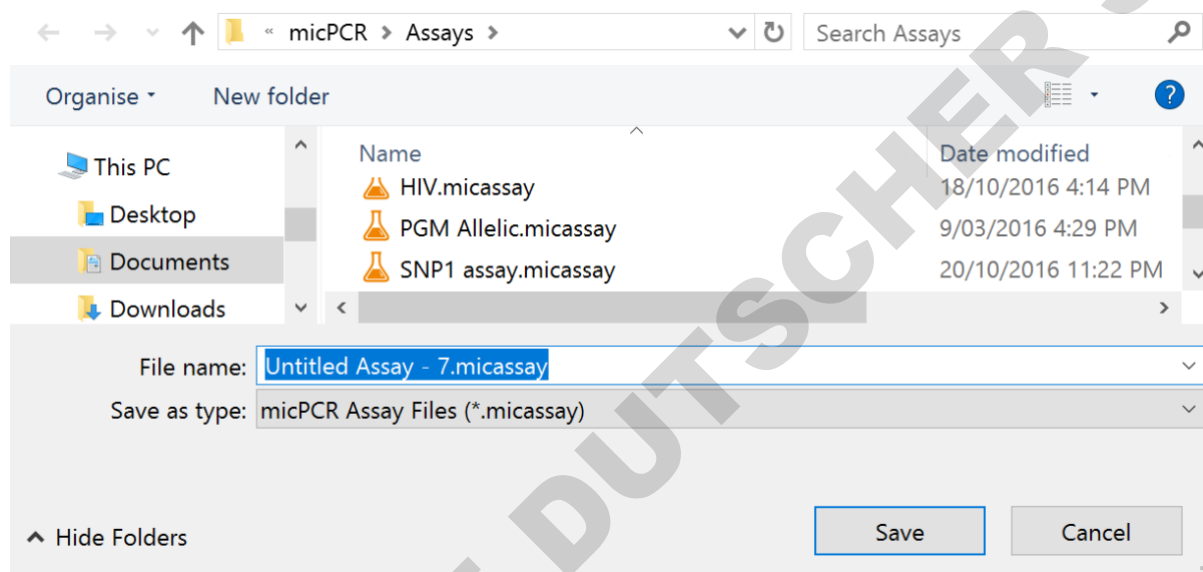 « micPCR > Assays >
Search Assays
Organise
New folder
?
This PC
Desktop
Documents
Downloads
Name
Date modified
HIV.micassay
18/10/2016 4:14 PM
PGM Allelic.micassay
9/03/2016 4:29 PM
SNP1 assay.micassay
20/10/2016 11:22 PM
File name: Untitled Assay - 7.micassay
Save as type: micPCR Assay Files (*.micassay)
Hide Folders
Save
Cancel
DUTSCHER